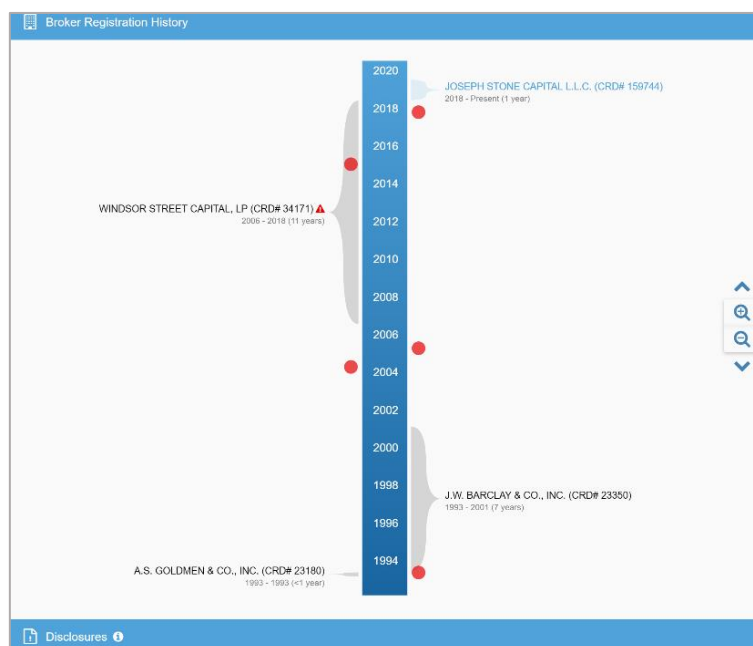 Broker Registration History
2020
JOSEPH STONE CAPITAL L.L.C. (CRD# 159744)
2018 - Present (1 year)
2018
2016
2014
WINDSOR STREET CAPITAL, LP (CRD# 34171)
2006 - 2018 (11 years)
2012
2010
2008
2006
2004
2002
2000
1998
J.W. BARCLAY & CO., INC. (CRD# 23350)
1993 - 2001 (7 years)
1996
1994
A.S. GOLDMEN & CO., INC. (CRD# 23180)
1993 - 1993 (<1 year)
Disclosures